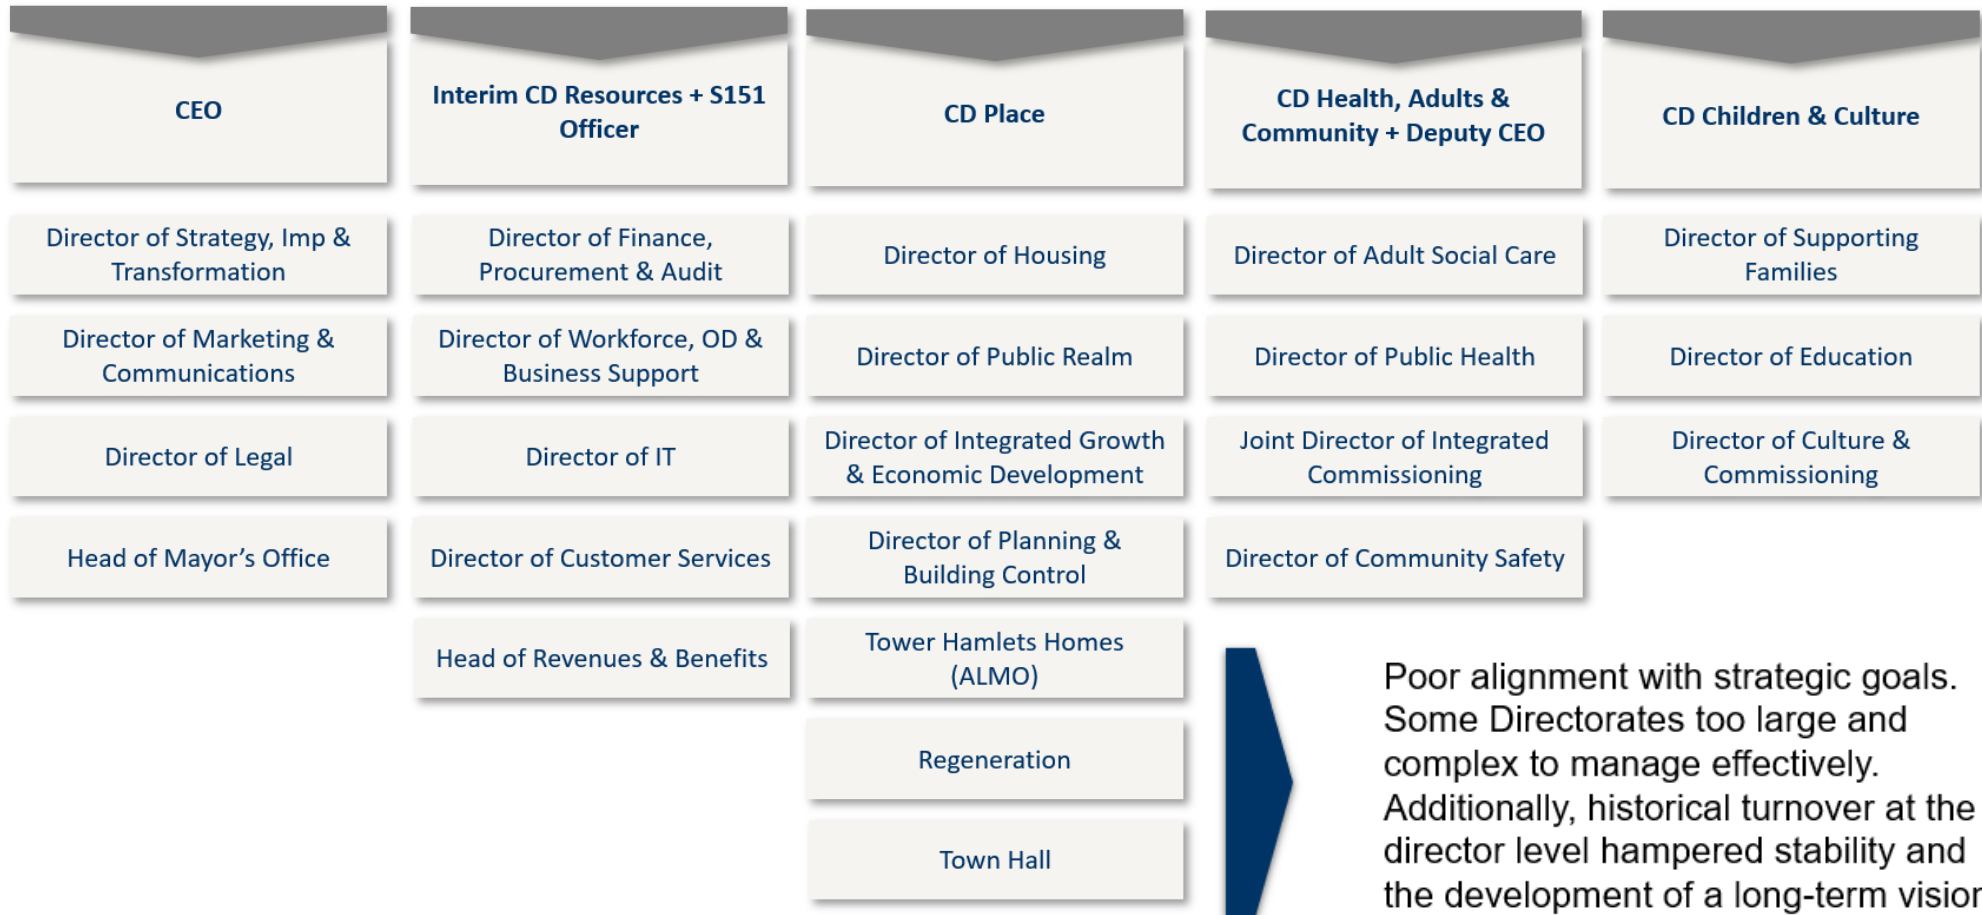 CEO
Interim CD Resources + S151
Officer
CD Place
CD Health, Adults &
Community + Deputy CEO
CD Children & Culture
Director of Strategy, Imp &
Transformation
Director of Finance,
Procurement & Audit
Director of Housing
Director of Adult Social Care
Director of Supporting
Families
Director of Marketing &
Communications
Director of Workforce, OD &
Business Support
Director of Public Realm
Director of Public Health
Director of Education
Director of Legal
Director of IT
Director of Integrated Growth
& Economic Development
Joint Director of Integrated
Commissioning
Director of Culture &
Commissioning
Head of Mayor’s Office
Director of Customer Services
Director of Planning &
Building Control
Director of Community Safety
Head of Revenues & Benefits
Tower Hamlets Homes
(ALMO)
Regeneration
Town Hall
Poor alignment with strategic goals.
Some Directorates too large and
complex to manage effectively.
Additionally, historical turnover at the
director level hampered stability and
the development of a long-term vision